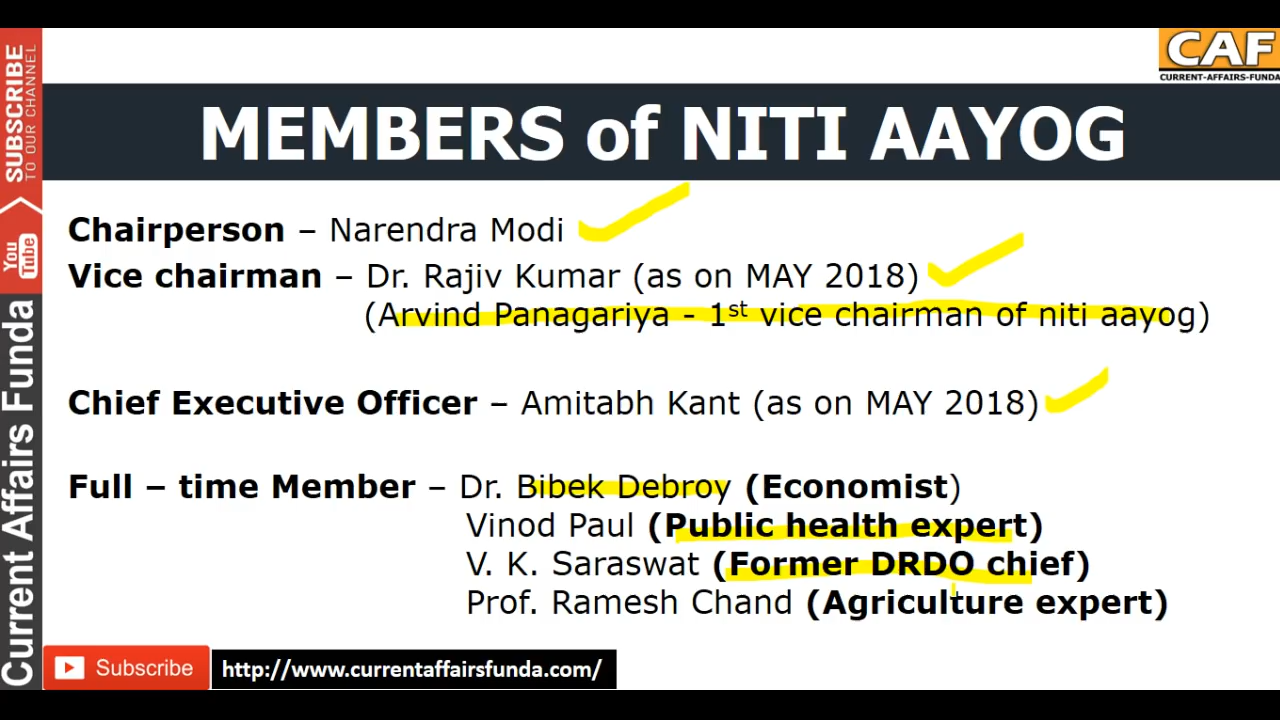 CAF
CURRENT-AFFAIRS-FUNDA
SUBSCRIBE
TO OUR CHANNEL
You
Tube
Current Affairs Funda
MEMBERS of NITI AAYOG
Chairperson – Narendra Modi
Vice chairman – Dr. Rajiv Kumar (as on MAY 2018)
(Arvind Panagariya - 1st vice chairman of niti aayog)
Chief Executive Officer – Amitabh Kant (as on MAY 2018)
Full – time Member – Dr. Bibek Debroy (Economist)
Vinod Paul (Public health expert)
V. K. Saraswat (Former DRDO chief)
Prof. Ramesh Chand (Agriculture expert)
Subscribe
http://www.currentaffairsfunda.com/